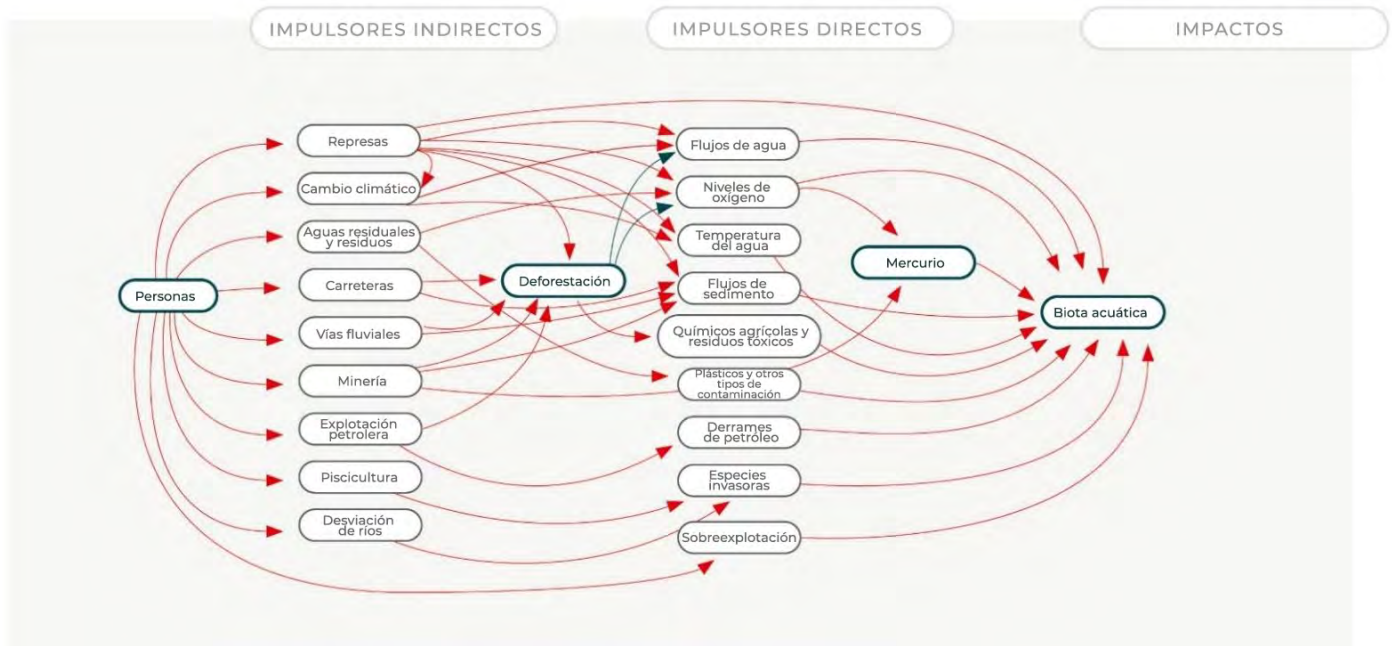 IMPULSORES INDIRECTOS
IMPULSORES DIRECTOS
IMPACTOS
Personas
Represas
Cambio climático
Aguas residuales
y residuos
Carreteras
Vías fluviales
Minería
Explotación
petrolera
Piscicultura
Desviación
de ríos
Deforestación
Flujos de agua
Niveles de
oxígeno
Temperatura
del agua
Flujos de
sedimento
Químicos agrícolas y
residuos tóxicos
Plásticos y otros
tipos de
contaminación
Derrames
de petróleo
Especies
invasoras
Sobreexplotación
Mercurio
Biota acuática